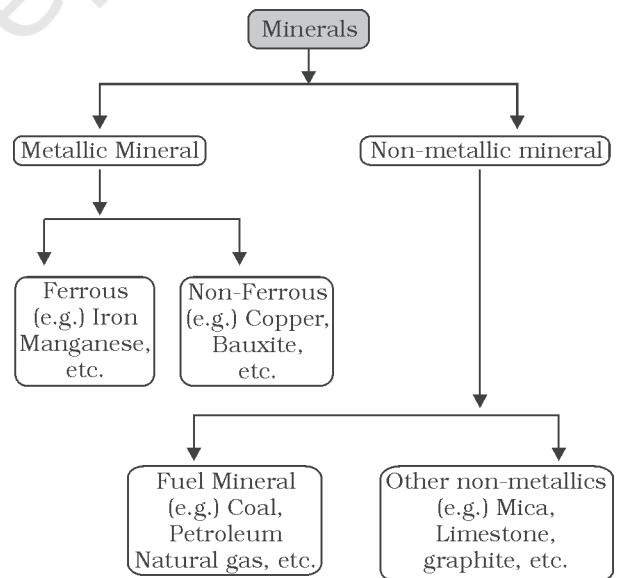 Minerals
Metallic Mineral
Non-metallic mineral
Ferrous
(e.g.) Iron
Manganese,
etc.
Non-Ferrous
(e.g.) Copper,
Bauxite,
etc.
Fuel Mineral
(e.g.) Coal,
Petroleum
Natural gas, etc.
Other non-metallics
(e.g.) Mica,
Limestone,
graphite, etc.